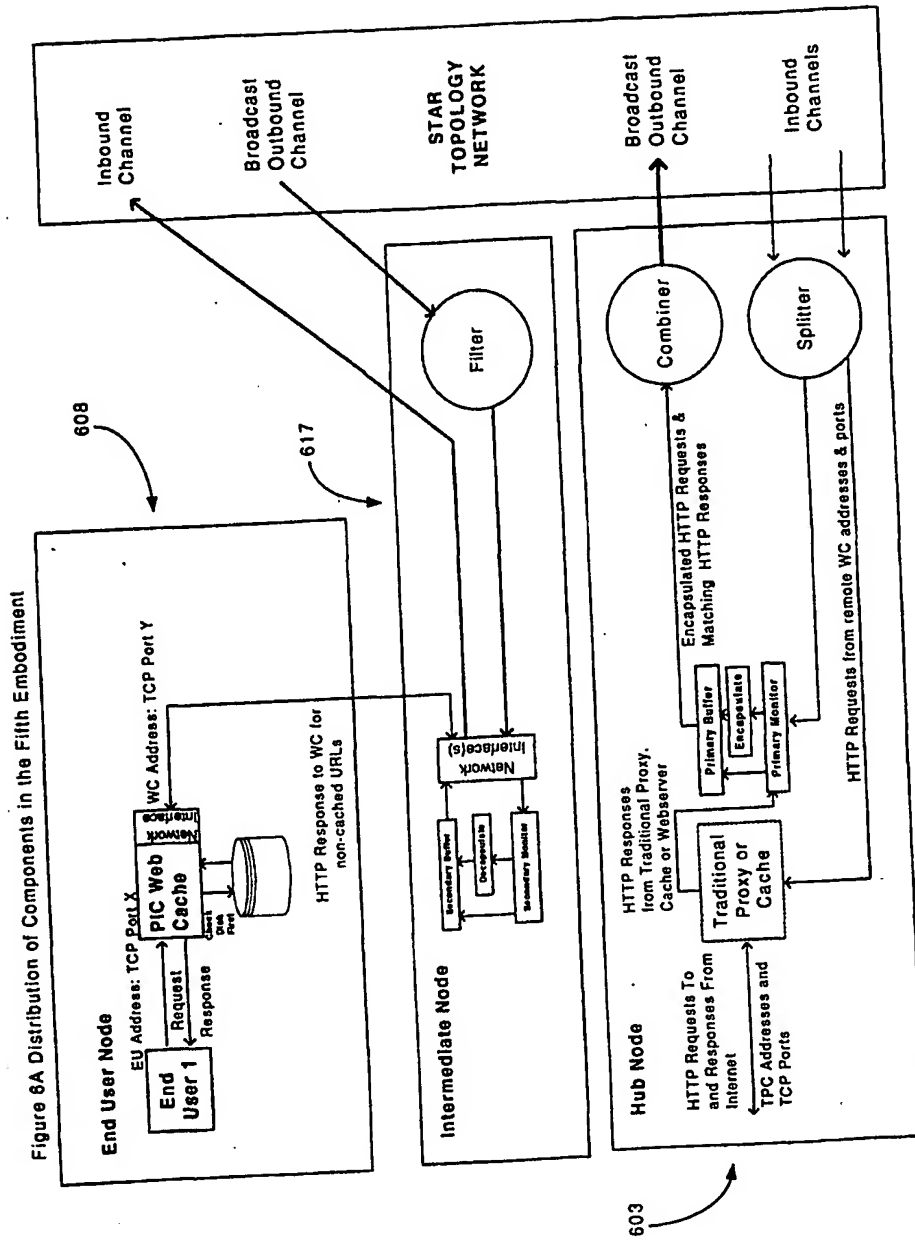 Figure 6A Distribution of Components in the Fifth Embodiment
608
End User Node
EU Address: TCP Port X
WC Address: TCP Port Y
End
User 1
Request
Response
PIC Web
Cache
Network
Interface
Check
Disk
First
HTTP Response to WC for
non-cached URLs
617
Intermediate Node
Secondary Buffer
Decapsulate
Secondary Monitor
Network
Interface(s)
Filter
603
Hub Node
HTTP Requests To
and Responses From
Internet
TPC Addresses and
TCP Ports
Traditional
Proxy or
Cache
HTTP Responses
from Traditional Proxy,
Cache or Webserver
Primary Buffer
Encapsulate
Primary Monitor
Encapsulated HTTP Requests &
Matching HTTP Responses
HTTP Requests from remote WC addresses & ports
Combiner
Splitter
Inbound
Channel
Broadcast
Outbound
Channel
STAR
TOPOLOGY
NETWORK
Broadcast
Outbound
Channel
Inbound
Channels